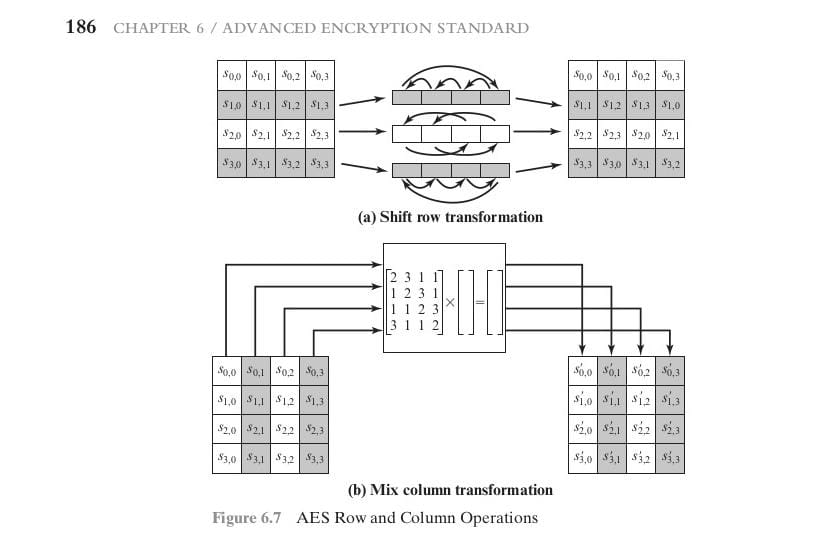 186 CHAPTER 6 / ADVANCED ENCRYPTION STANDARD
s0,0 s0,1 s0,2 s0,3
s1,0 s1,1 s1,2 s1,3
s2,0 s2,1 s2,2 s2,3
s3,0 s3,1 s3,2 s3,3
s0,0 s0,1 s0,2 s0,3
s1,1 s1,2 s1,3 s1,0
s2,2 s2,3 s2,0 s2,1
s3,3 s3,0 s3,1 s3,2
(a) Shift row transformation
2 3 1 1
1 2 3 1
1 1 2 3
3 1 1 2
× =
s0,0 s0,1 s0,2 s0,3
s1,0 s1,1 s1,2 s1,3
s2,0 s2,1 s2,2 s2,3
s3,0 s3,1 s3,2 s3,3
s′0,0 s′0,1 s′0,2 s′0,3
s′1,0 s′1,1 s′1,2 s′1,3
s′2,0 s′2,1 s′2,2 s′2,3
s′3,0 s′3,1 s′3,2 s′3,3
(b) Mix column transformation
Figure 6.7 AES Row and Column Operations